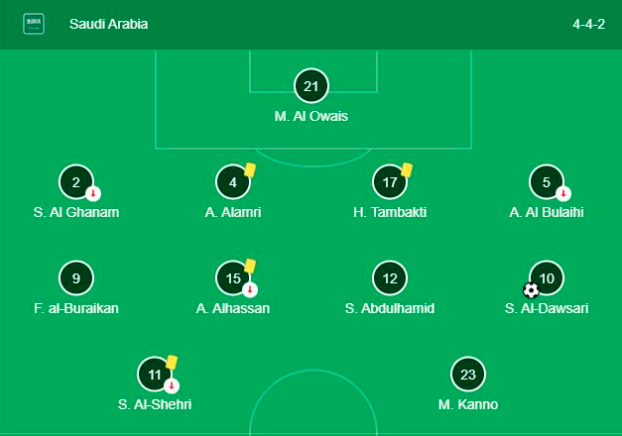 Saudi Arabia 4-4-2
21
M. Al Owais
2 4 17 5
S. Al Ghanam A. Alamri H. Tambakti A. Al Bulaihi
9 15 12 10
F. al-Buraikan A. Alhassan S. Abdulhamid S. Al-Dawsari
11 23
S. Al-Shehri M. Kanno